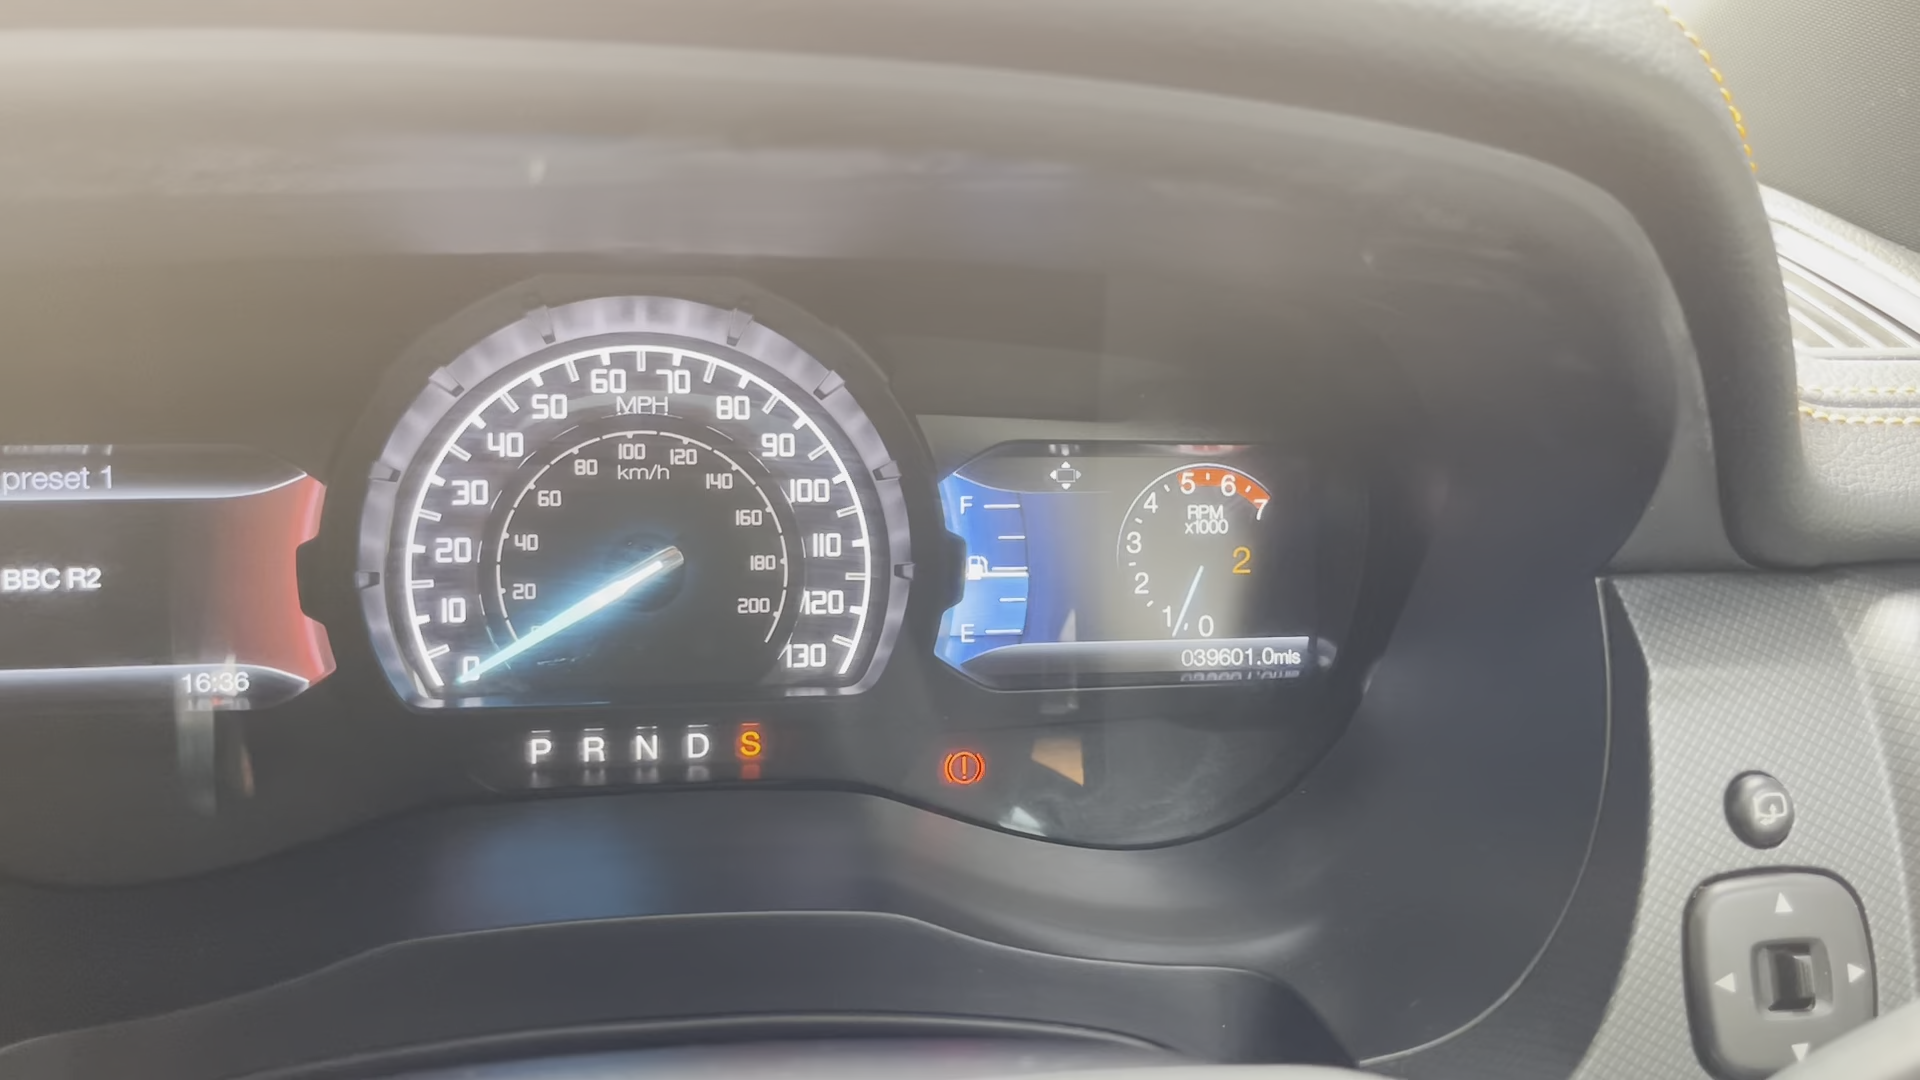 preset 1
BBC R2
16:36
0 10 20 30 40 50 60 70 80 90 100 110 120 130
MPH
20 40 60 80 100 120 140 160 180 200
km/h
P R N D S
F
E
0 1 2 3 4 5 6 7
RPM
x1000
2
039601.0mls